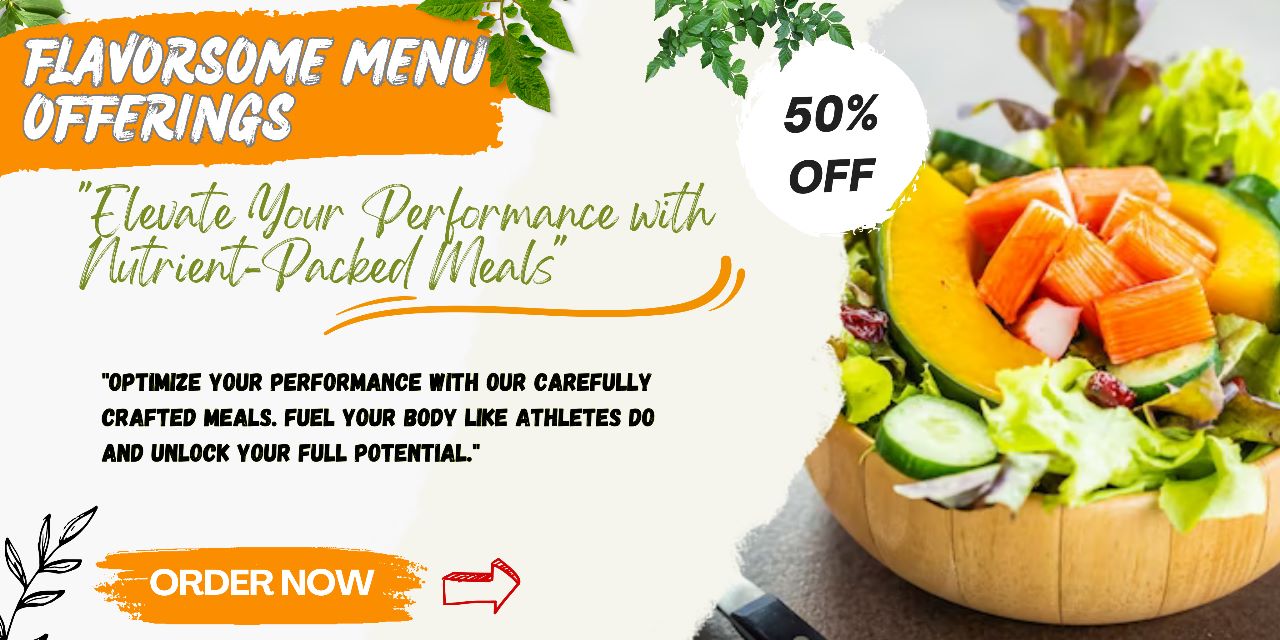 FLAVORSOME MENU
OFFERINGS
50%
OFF
"Elevate Your Performance with
Nutrient-Packed Meals"
"OPTIMIZE YOUR PERFORMANCE WITH OUR CAREFULLY
CRAFTED MEALS. FUEL YOUR BODY LIKE ATHLETES DO
AND UNLOCK YOUR FULL POTENTIAL."
ORDER NOW